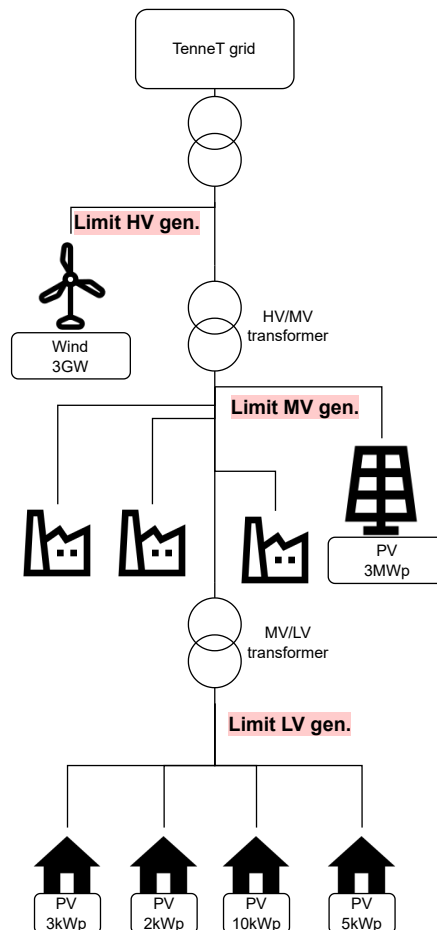 TenneT grid
Limit HV gen.
Wind
3GW
HV/MV
transformer
Limit MV gen.
PV
3MWp
MV/LV
transformer
Limit LV gen.
PV
3kWp
PV
2kWp
PV
10kWp
PV
5kWp